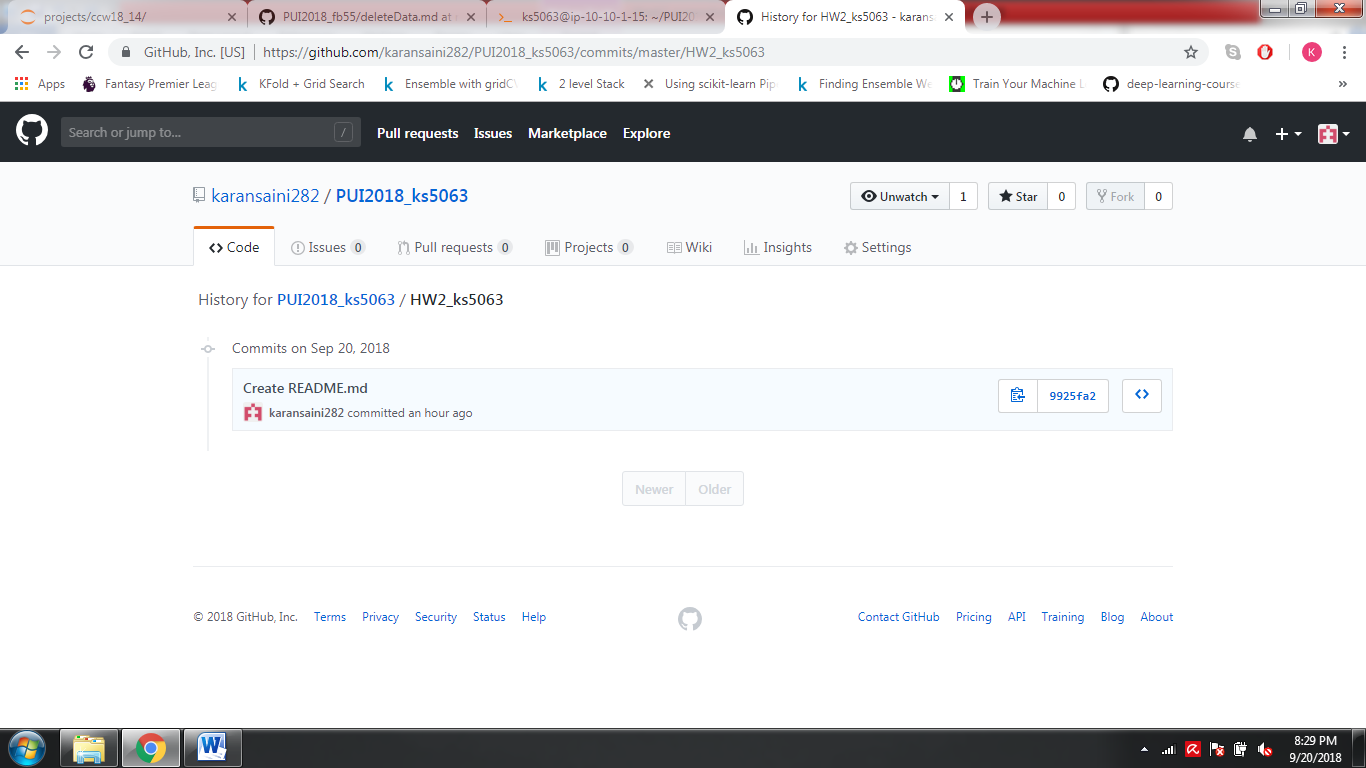 projects/ccw18_14/
PUI2018_fb55/deleteData.md at
ks5063@ip-10-10-1-15: ~/PUI20
History for HW2_ks5063 - karans
GitHub, Inc. [US] | https://github.com/karansaini282/PUI2018_ks5063/commits/master/HW2_ks5063
K
Apps
Fantasy Premier Leag
KFold + Grid Search
Ensemble with gridCV
2 level Stack
Using scikit-learn Pip
Finding Ensemble We
Train Your Machine L
deep-learning-course
»
Search or jump to...
/
Pull requests
Issues
Marketplace
Explore
karansaini282 / PUI2018_ks5063
Unwatch 1
Star 0
Fork 0
Code
Issues 0
Pull requests 0
Projects 0
Wiki
Insights
Settings
History for PUI2018_ks5063 / HW2_ks5063
Commits on Sep 20, 2018
Create README.md
karansaini282 committed an hour ago
9925fa2
Newer
Older
© 2018 GitHub, Inc.
Terms
Privacy
Security
Status
Help
Contact GitHub
Pricing
API
Training
Blog
About
8:29 PM
9/20/2018